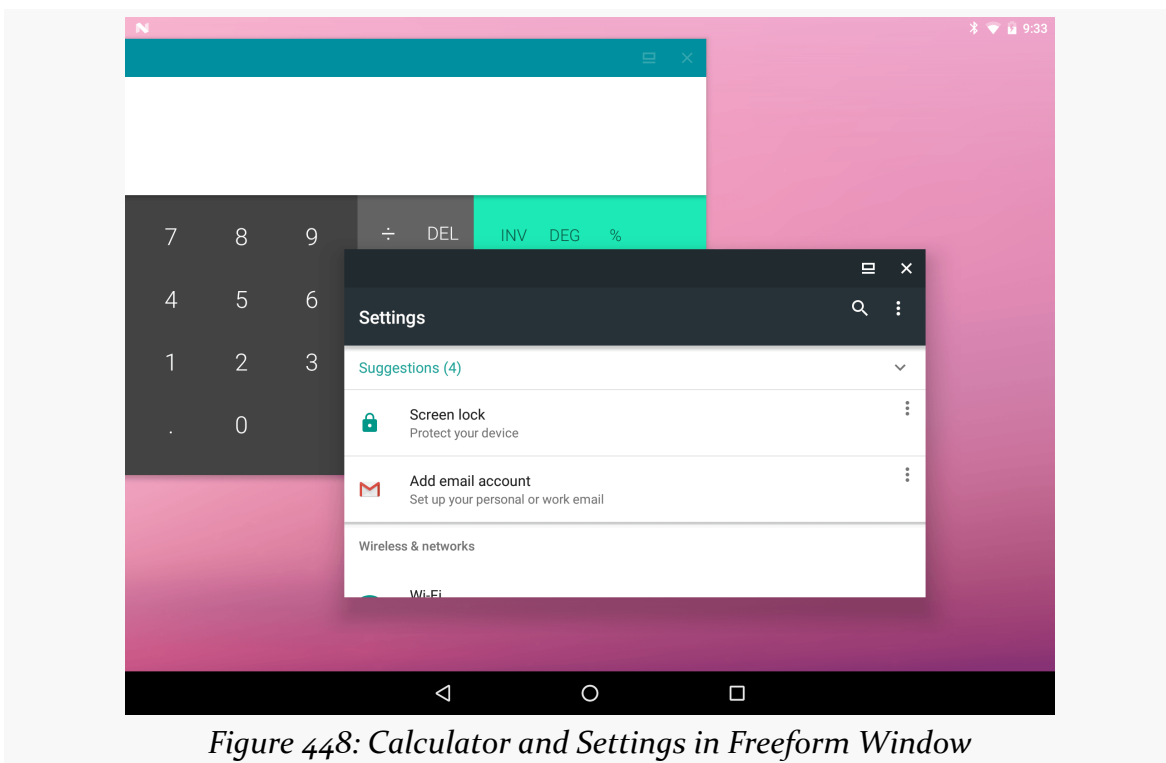 9:33
7 8 9 ÷ DEL INV DEG %
4 5 6
Settings
1 2 3 Suggestions (4)
Screen lock
. 0 Protect your device
Add email account
Set up your personal or work email
Wireless & networks
Wi-Fi
Figure 448: Calculator and Settings in Freeform Window